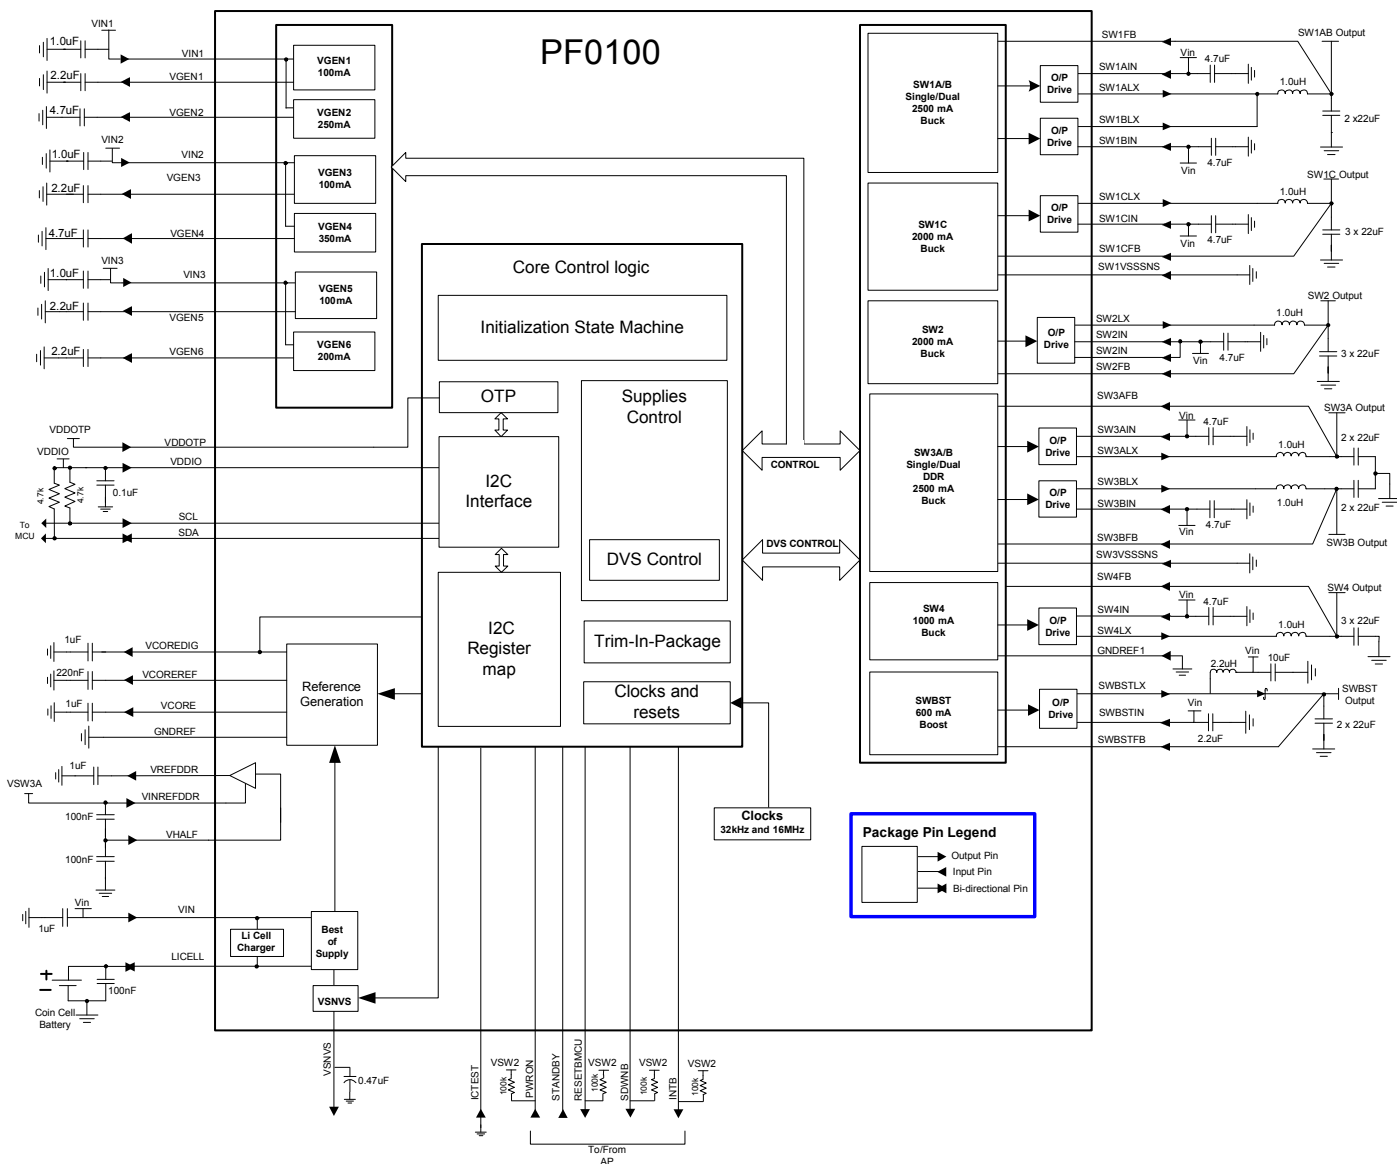 PF0100
VIN1
1.0uF
VIN1
2.2uF
VGEN1
4.7uF
VGEN2
VIN2
1.0uF
VIN2
2.2uF
VGEN3
4.7uF
VGEN4
VIN3
1.0uF
VIN3
2.2uF
VGEN5
2.2uF
VGEN6
VGEN1
100mA
VGEN2
250mA
VGEN3
100mA
VGEN4
350mA
VGEN5
100mA
VGEN6
200mA
VDDOTP
VDDOTP
VDDIO
VDDIO
4.7k
4.7k
0.1uF
To
MCU
SCL
SDA
1uF
VCOREDIG
220nF
VCOREREF
1uF
VCORE
GNDREF
1uF
VREFDDR
VSW3A
VINREFDDR
100nF
VHALF
100nF
Vin
VIN
1uF
LICELL
100nF
Coin Cell
Battery
Reference
Generation
Li Cell
Charger
Best
of
Supply
VSNVS
VSNVS
0.47uF
Core Control logic
Initialization State Machine
OTP
I2C
Interface
I2C
Register
map
Supplies
Control
DVS Control
Trim-In-Package
Clocks and
resets
Clocks
32kHz and 16MHz
CONTROL
DVS CONTROL
ICTEST
VSW2
100k
PWRON
STANDBY
RESETBMCU
VSW2
100k
SDWNB
VSW2
100k
INTB
VSW2
100k
To/From
AP
SW1A/B
Single/Dual
2500 mA
Buck
SW1C
2000 mA
Buck
SW2
2000 mA
Buck
SW3A/B
Single/Dual
DDR
2500 mA
Buck
SW4
1000 mA
Buck
SWBST
600 mA
Boost
O/P
Drive
O/P
Drive
O/P
Drive
O/P
Drive
O/P
Drive
O/P
Drive
O/P
Drive
O/P
Drive
SW1FB
SW1AB Output
Vin
4.7uF
SW1AIN
SW1ALX
1.0uH
SW1BLX
2 x22uF
SW1BIN
Vin
4.7uF
SW1C Output
SW1CLX
1.0uH
SW1CIN
Vin
4.7uF
3 x 22uF
SW1CFB
SW1VSSSNS
SW2 Output
SW2LX
1.0uH
SW2IN
SW2IN
Vin
4.7uF
3 x 22uF
SW2FB
SW3AFB
SW3A Output
Vin
4.7uF
SW3AIN
2 x 22uF
SW3ALX
1.0uH
SW3BLX
1.0uH
2 x 22uF
SW3BIN
Vin
4.7uF
SW3BFB
SW3B Output
SW3VSSSNS
SW4FB
Vin
4.7uF
SW4 Output
SW4IN
SW4LX
1.0uH
3 x 22uF
GNDREF1
2.2uH
Vin
10uF
SWBSTLX
SWBST
Output
Vin
SWBSTIN
2.2uF
2 x 22uF
SWBSTFB
Package Pin Legend
Output Pin
Input Pin
Bi-directional Pin